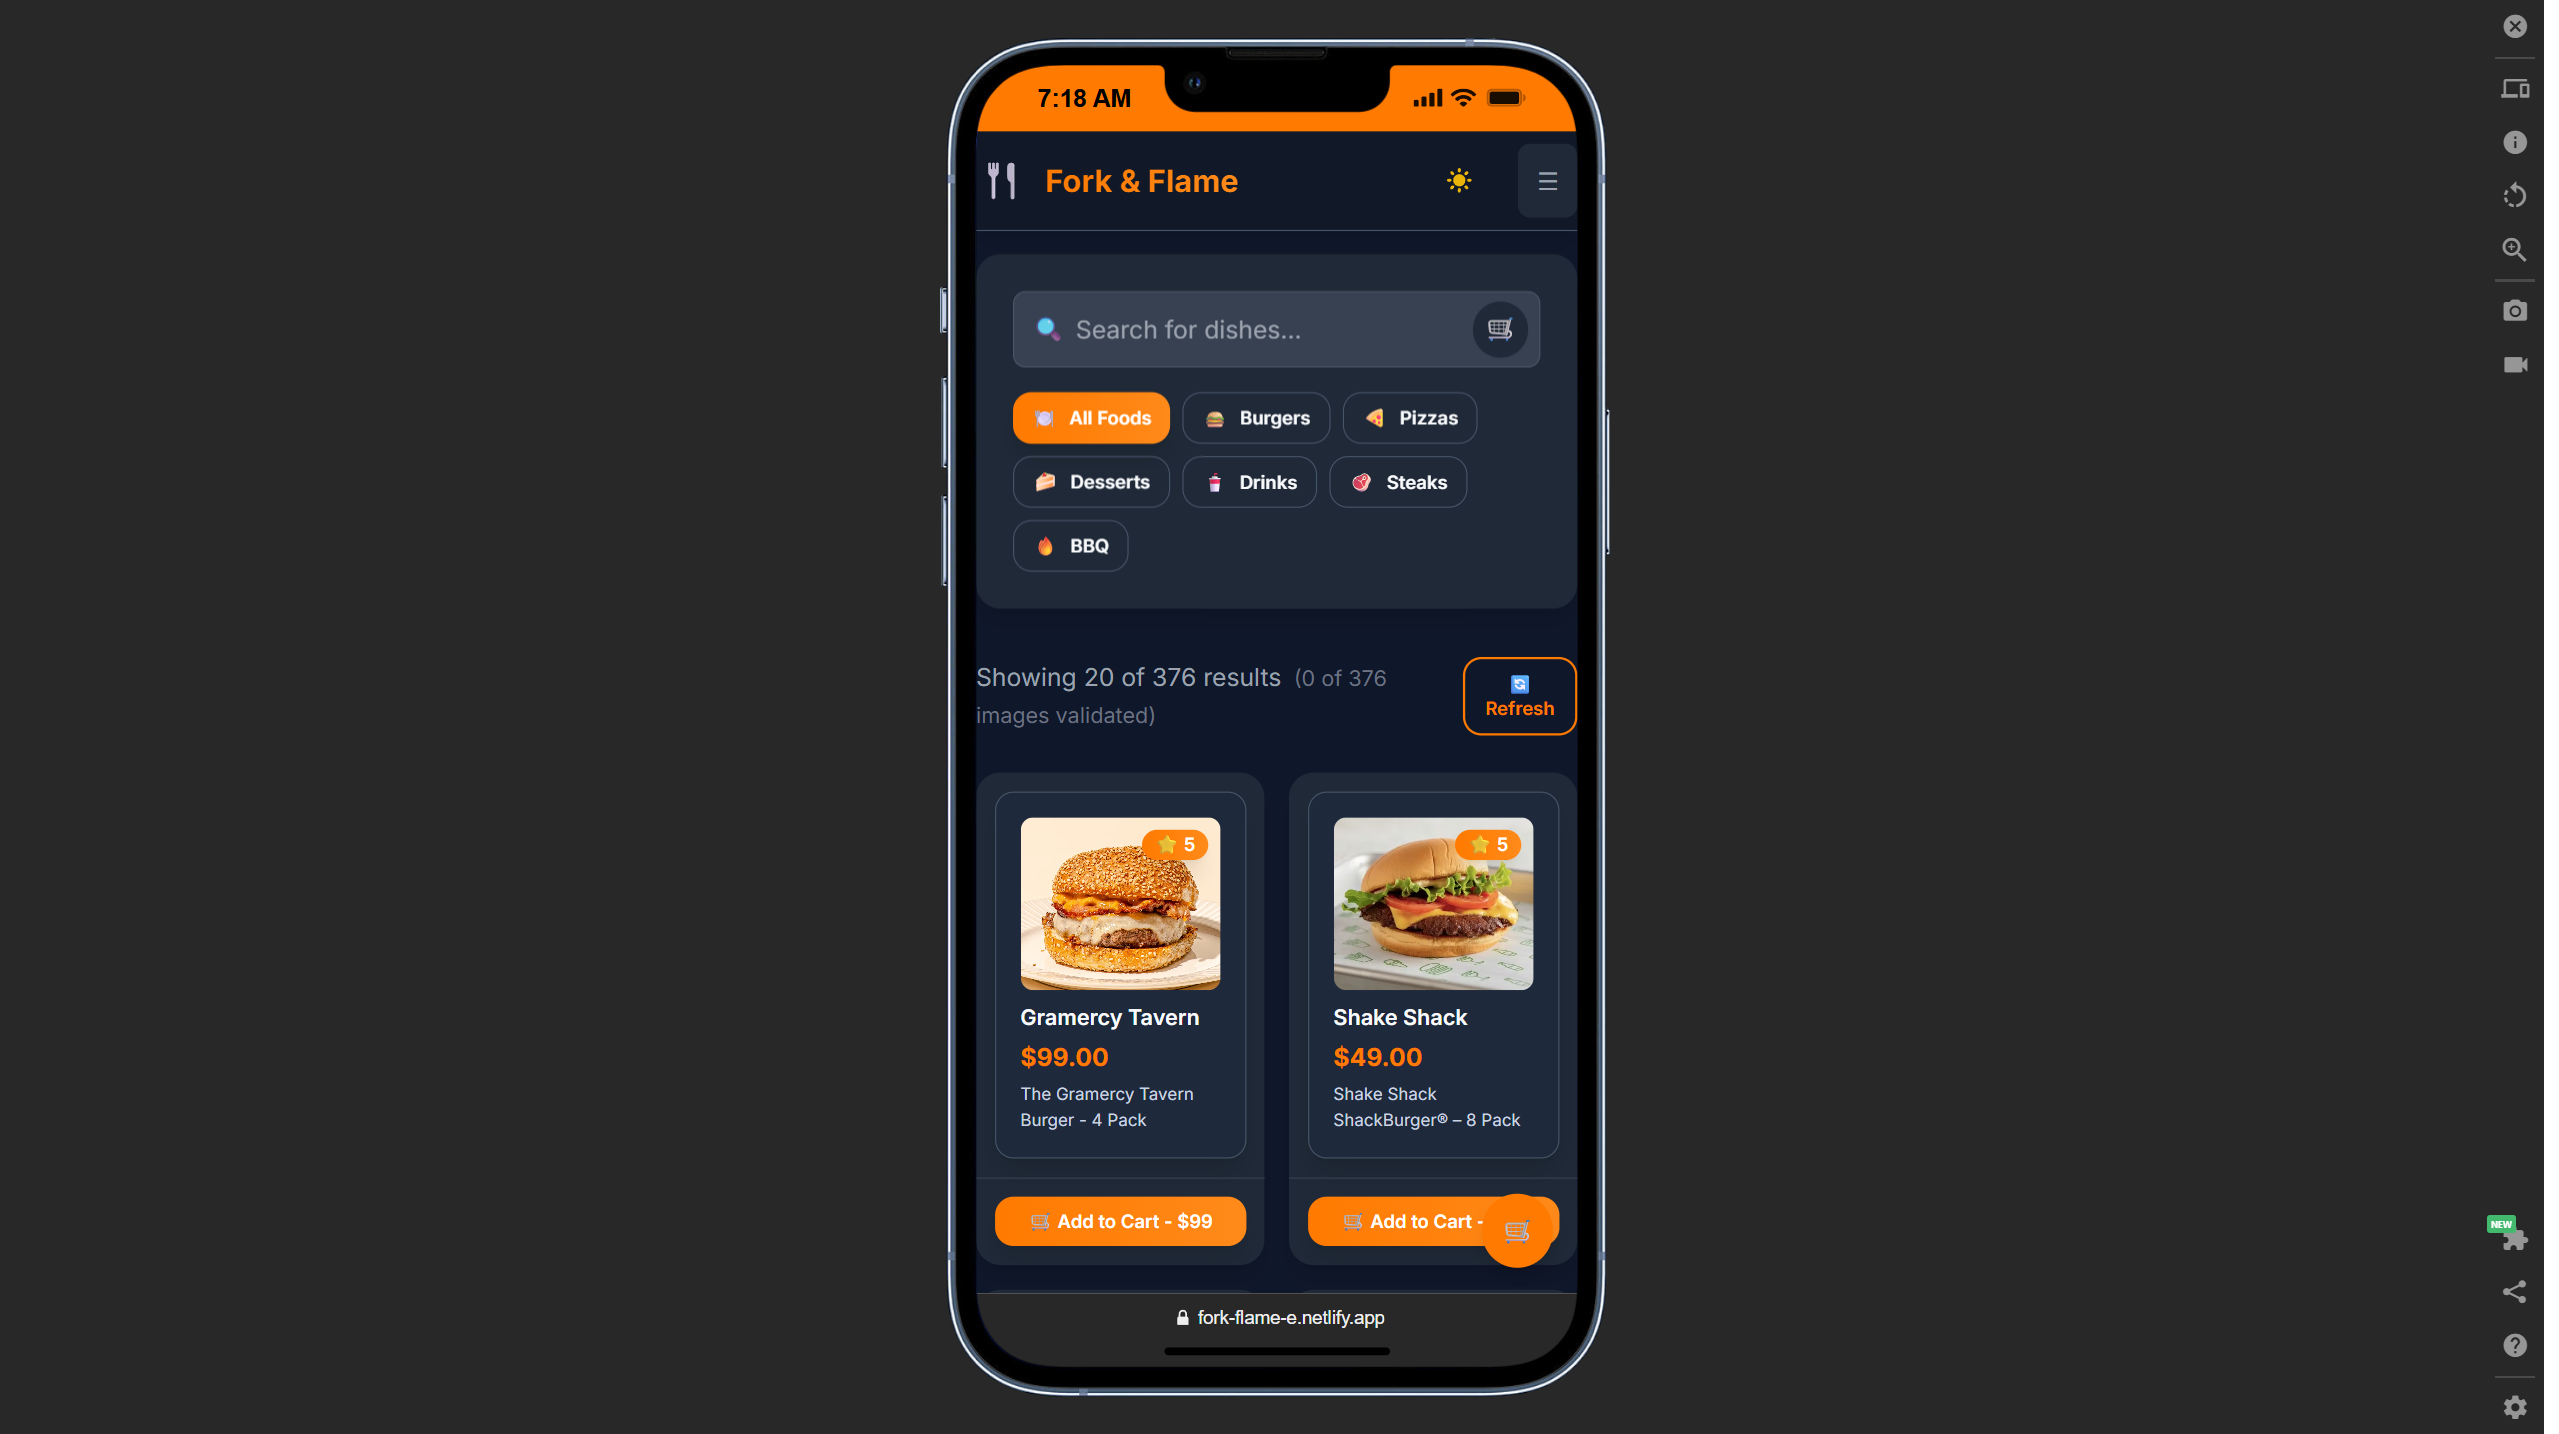 7:18 AM
Fork & Flame
Search for dishes...
All Foods
Burgers
Pizzas
Desserts
Drinks
Steaks
BBQ
Showing 20 of 376 results (0 of 376
images validated)
Refresh
5
5
Gramercy Tavern
$99.00
The Gramercy Tavern
Burger - 4 Pack
Shake Shack
$49.00
Shake Shack
ShackBurger® – 8 Pack
Add to Cart - $99
Add to Cart -
fork-flame-e.netlify.app
NEW